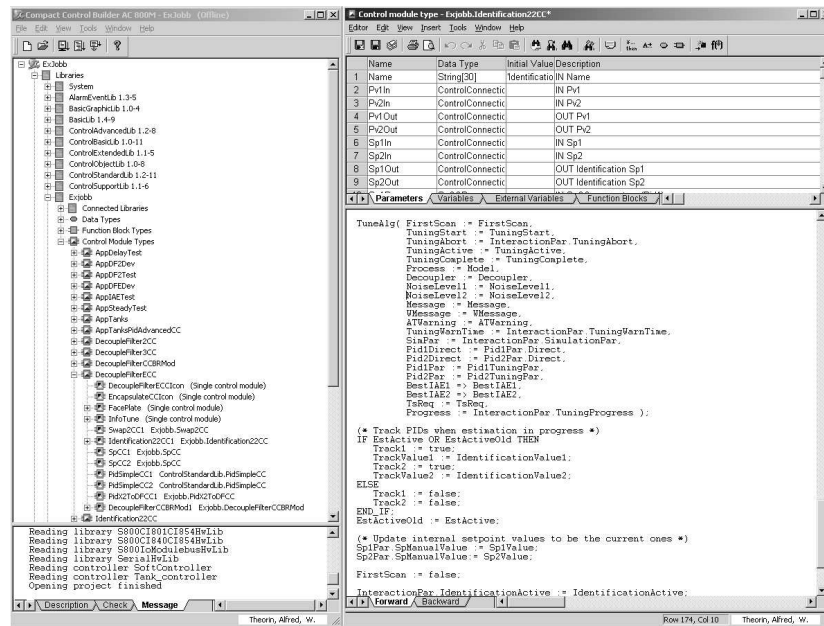 Compact Control Builder AC 800M - ExJobb (Offline)
File Edit View Tools Window Help
ExJobb
Libraries
System
AlarmEventLib 1.3-5
BasicGraphicLib 1.0-4
BasicLib 1.4-9
ControlAdvancedLib 1.2-8
ControlBasicLib 1.0-11
ControlExtendedLib 1.1-5
ControlObjectLib 1.0-8
ControlStandardLib 1.2-11
ControlSupportLib 1.1-6
Exjobb
Connected Libraries
Data Types
Function Block Types
Control Module Types
AppDelayTest
AppDF2Dev
AppDF2Test
AppDFEDev
AppIAETest
AppSteadyTest
AppTanks
AppTanksPidAdvancedCC
DecoupleFilter2CC
DecoupleFilter3CC
DecoupleFilterCCBRMod
DecoupleFilterECC
DecoupleFilterECCIcon (Single control module)
EncapsulateCCIcon (Single control module)
FacePlate (Single control module)
InfoTune (Single control module)
Swap2CC1 Exjobb.Swap2CC
Identification22CC1 Exjobb.Identification22CC
SpCC1 Exjobb.SpCC
SpCC2 Exjobb.SpCC
PidSimpleCC1 ControlStandardLib.PidSimpleCC
PidSimpleCC2 ControlStandardLib.PidSimpleCC
PidX2ToDFCC1 Exjobb.PidX2ToDFCC
DecoupleFilterCCBRMod1 Exjobb.DecoupleFilterCCBRMod
Identification22CC
Reading library S800CI801CI854HwLib
Reading library S800CI840CI854HwLib
Reading library S800IoModulebusHwLib
Reading library SerialHwLib
Reading controller SoftController
Reading controller Tank_controller
Opening project finished
Description Check Message
Theorin, Alfred, W.
Control module type - Exjobb.Identification22CC*
Editor Edit View Insert Tools Window Help
Name Data Type Initial Value Description
1 Name String[30] 'Identificatio IN Name
2 Pv1In ControlConnectic IN Pv1
3 Pv2In ControlConnectic IN Pv2
4 Pv1Out ControlConnectic OUT Pv1
5 Pv2Out ControlConnectic OUT Pv2
6 Sp1In ControlConnectic IN Sp1
7 Sp2In ControlConnectic IN Sp2
8 Sp1Out ControlConnectic OUT Identification Sp1
9 Sp2Out ControlConnectic OUT Identification Sp2
Parameters Variables External Variables Function Blocks
TuneAlg( FirstScan := FirstScan,
TuningStart := TuningStart,
TuningAbort := InteractionPar.TuningAbort,
TuningActive := TuningActive,
TuningComplete := TuningComplete,
Process := Model,
Decoupler := Decoupler,
NoiseLevel1 := NoiseLevel1,
NoiseLevel2 := NoiseLevel2,
Message := Message,
WMessage := WMessage,
ATWarning := ATWarning,
TuningWarnTime := InteractionPar.TuningWarnTime,
SimPar := InteractionPar.SimulationPar,
Pid1Direct := Pid1Par.Direct,
Pid2Direct := Pid2Par.Direct,
Pid1Par := Pid1TuningPar,
Pid2Par := Pid2TuningPar,
BestIAE1 => BestIAE1,
BestIAE2 => BestIAE2,
TsReq := TsReq,
Progress := InteractionPar.TuningProgress );
(* Track PIDs when estimation in progress *)
IF EstActive OR EstActiveOld THEN
Track1 := true;
TrackValue1 := IdentificationValue1;
Track2 := true;
TrackValue2 := IdentificationValue2;
ELSE
Track1 := false;
Track2 := false;
END_IF;
EstActiveOld := EstActive;
(* Update internal setpoint values to be the current ones *)
Sp1Par.SpManualValue := Sp1Value;
Sp2Par.SpManualValue:= Sp2Value;
FirstScan := false;
InteractionPar.IdentificationActive := IdentificationActive;
Forward Backward
Row 174, Col 10 Theorin, Alfred, W.